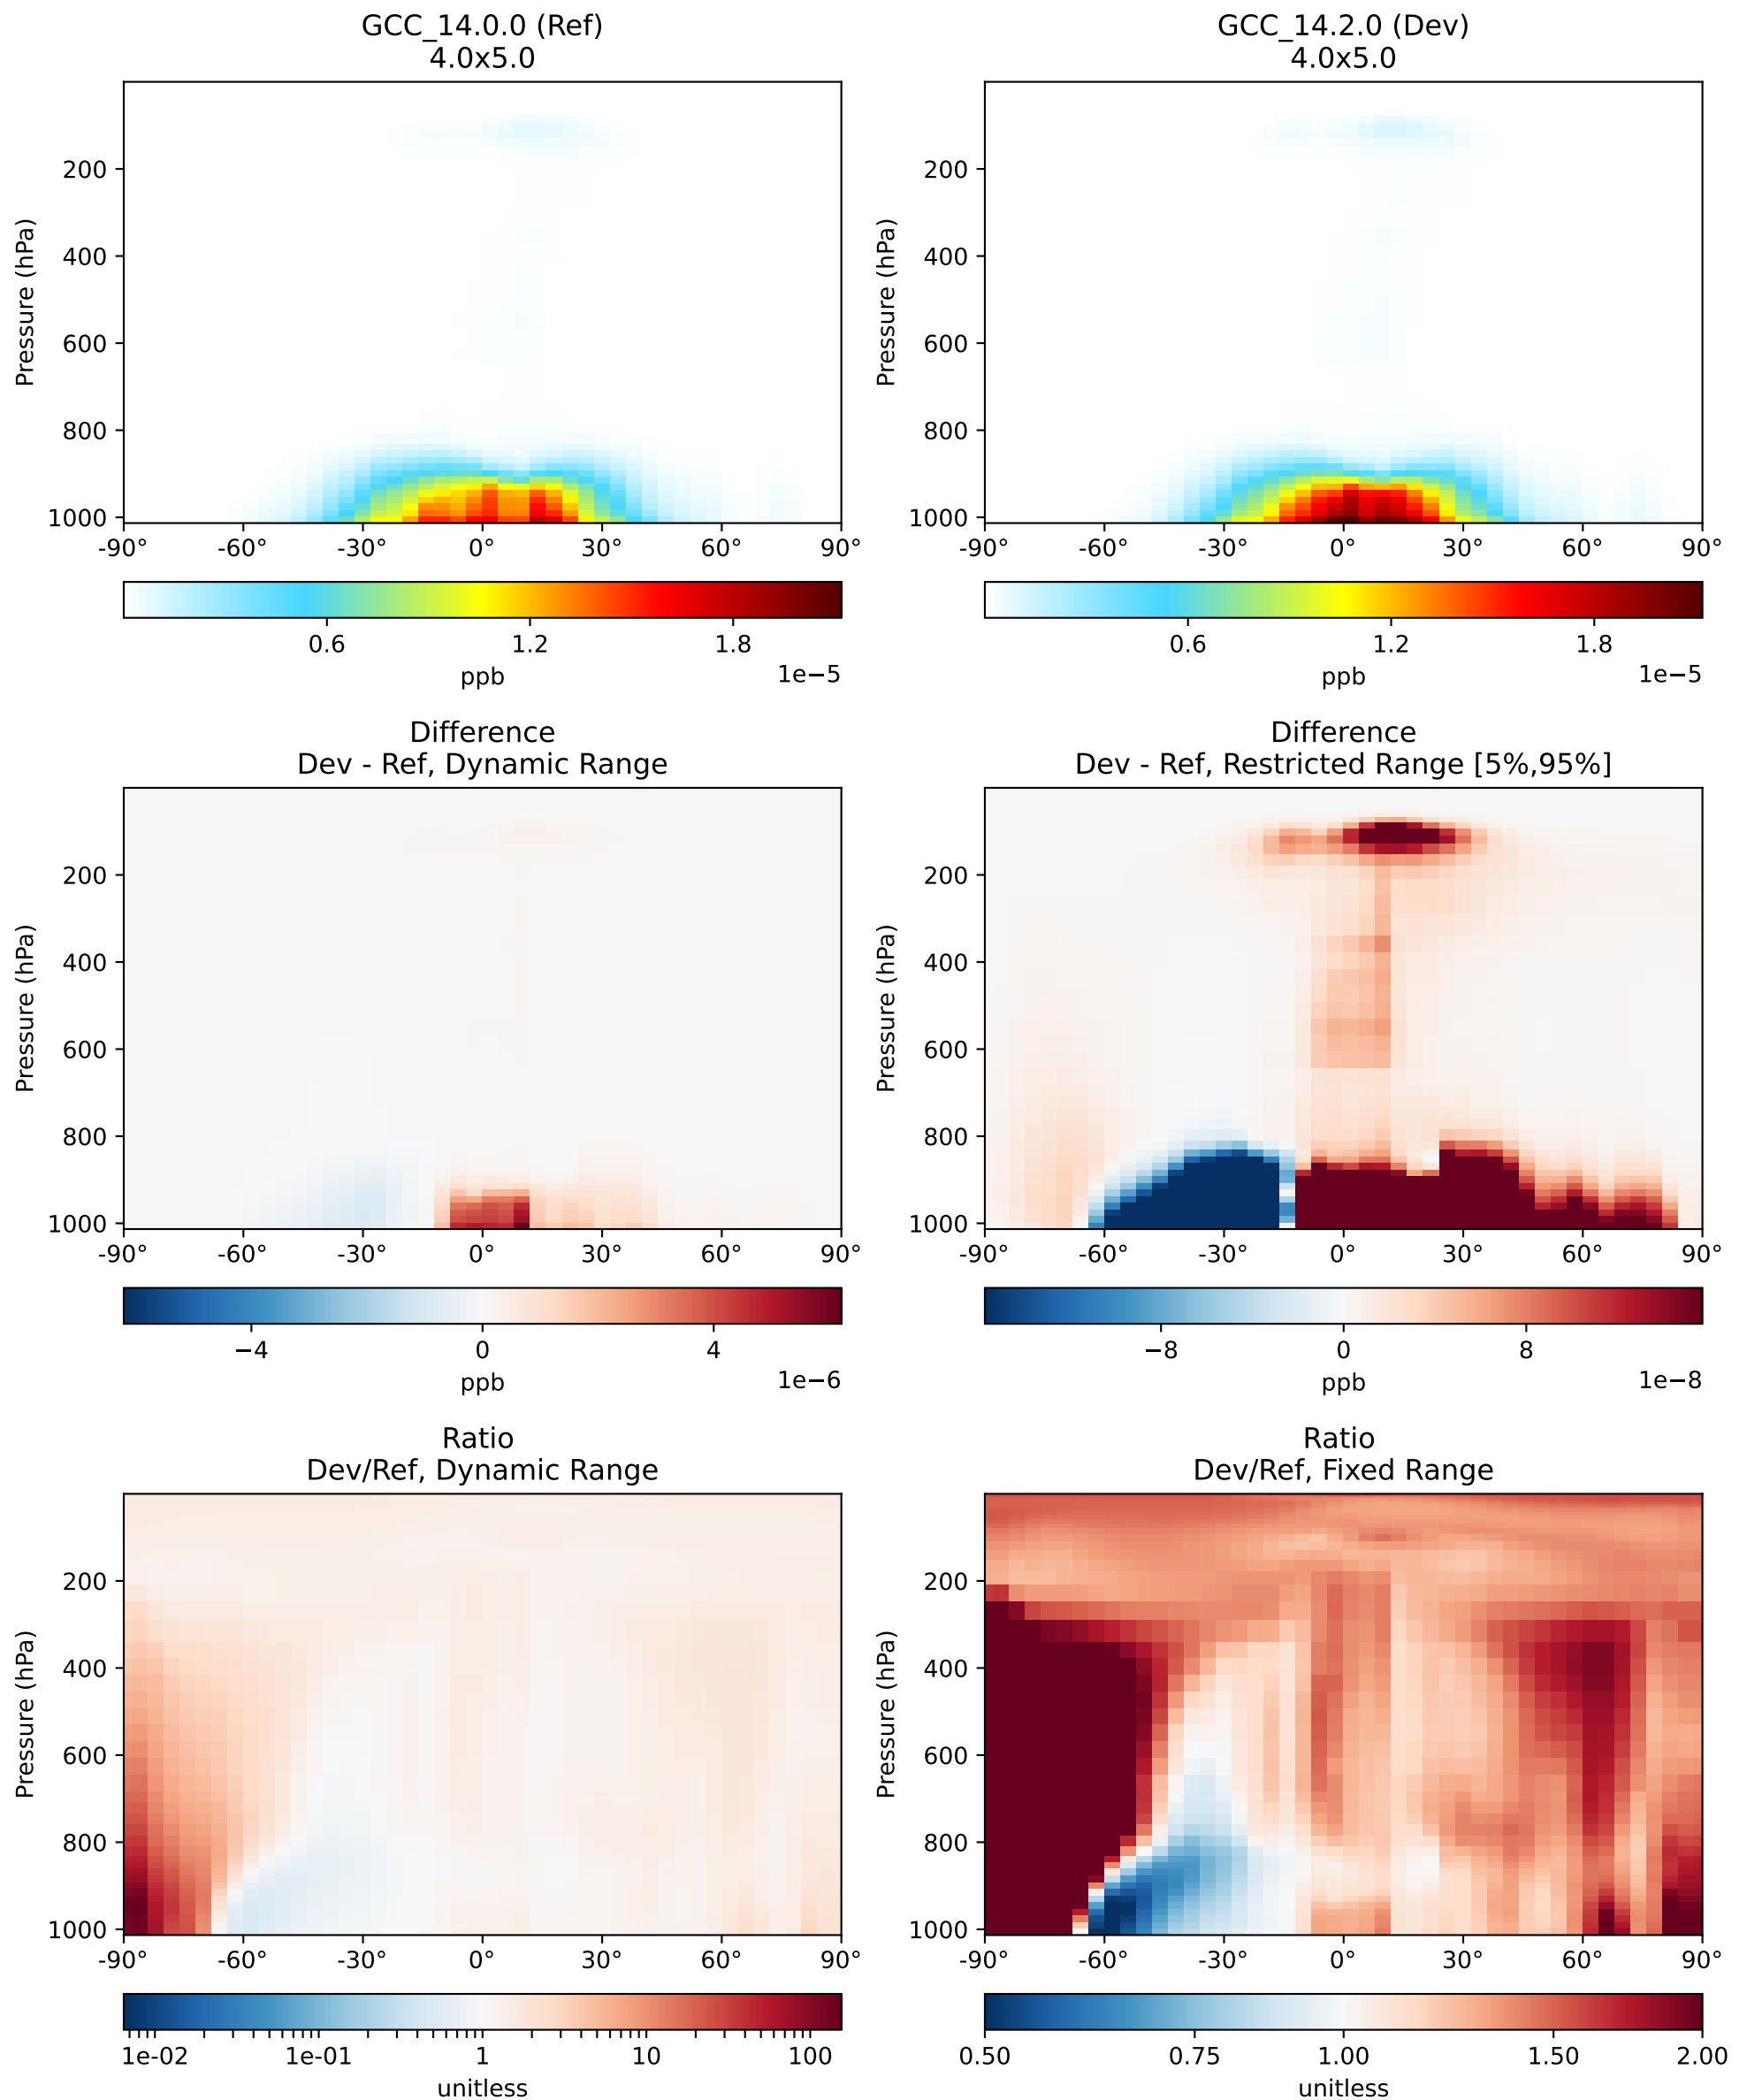 GCC_14.0.0 (Ref)
4.0x5.0
GCC_14.2.0 (Dev)
4.0x5.0
Pressure (hPa)
200
400
600
800
1000
-90° -60° -30° 0° 30° 60° 90°
Pressure (hPa)
200
400
600
800
1000
-90° -60° -30° 0° 30° 60° 90°
0.6 1.2 1.8
ppb
1e−5
0.6 1.2 1.8
ppb
1e−5
Difference
Dev - Ref, Dynamic Range
Difference
Dev - Ref, Restricted Range [5%,95%]
Pressure (hPa)
200
400
600
800
1000
-90° -60° -30° 0° 30° 60° 90°
Pressure (hPa)
200
400
600
800
1000
-90° -60° -30° 0° 30° 60° 90°
−4 0 4
ppb
1e−6
−8 0 8
ppb
1e−8
Ratio
Dev/Ref, Dynamic Range
Ratio
Dev/Ref, Fixed Range
Pressure (hPa)
200
400
600
800
1000
-90° -60° -30° 0° 30° 60° 90°
Pressure (hPa)
200
400
600
800
1000
-90° -60° -30° 0° 30° 60° 90°
1e-02 1e-01 1 10 100
unitless
0.50 0.75 1.00 1.50 2.00
unitless